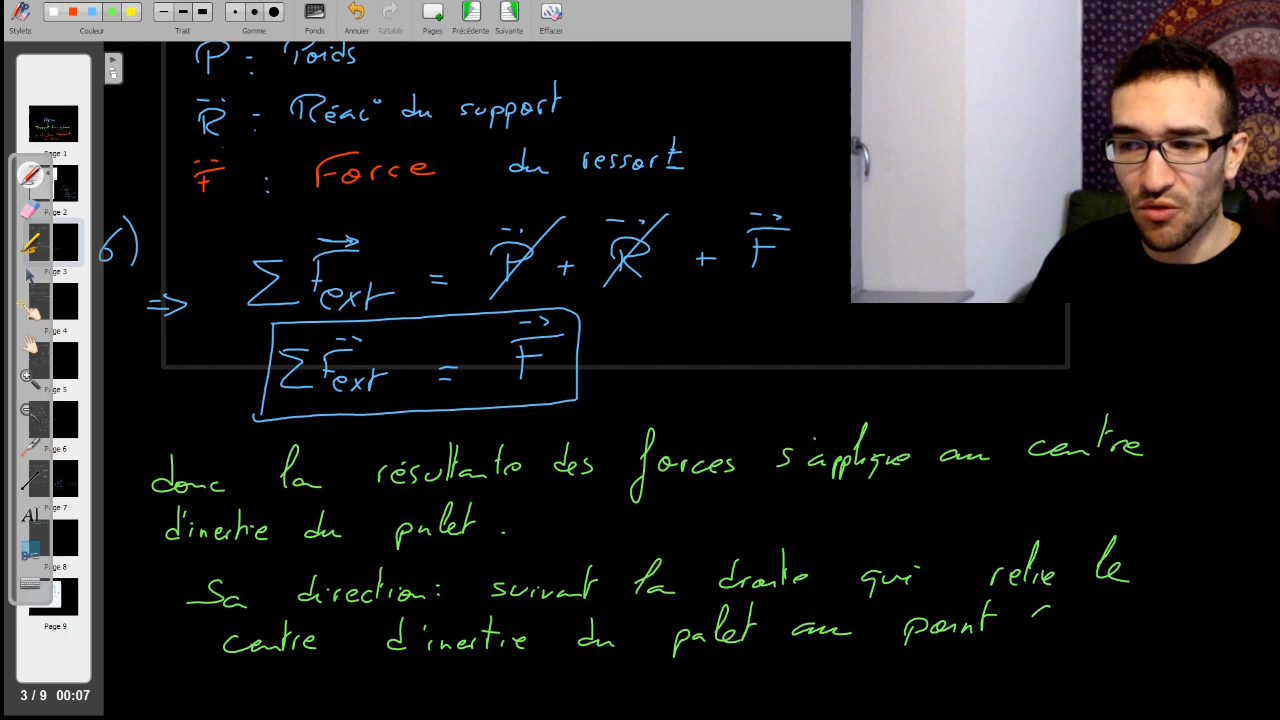 Stylets Couleur Trait Gomme Fonds Annuler Rétablir Pages Précédente Suivante Effacer
P : Poids
R : Réac° du support
F : Force du ressort
b) Σ Fext = P + R + F
=> Σ Fext = F
donc la résultante des forces s'applique au centre
d'inertie du palet .
Sa direction : suivant la droite qui relie le
centre d'inertie du palet au point
Page 1
Page 2
Page 3
Page 4
Page 5
Page 6
Page 7
Page 8
Page 9
3 / 9 00:07